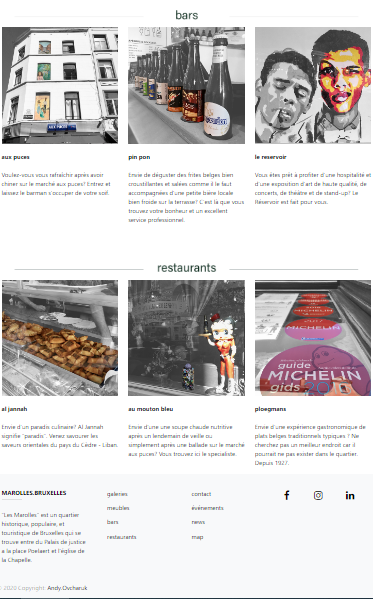 bars
AUX PUCES
aux puces
pin pon
le reservoir
Voulez-vous vous rafraîchir après avoir
chiner sur le marché aux puces? Entrez et
laissez le barman s'occuper de votre soif.
Envie de déguster des frites belges bien
croustillantes et salées comme il le faut
accompagnées d'une petite bière locale
bien froide sur la terrasse? C'est là que vous
trouvez votre bonheur et un excellent
service professionnel.
Vous êtes prêt à profiter d'une hospitalité et
d'une exposition d'art de haute qualité, de
concerts, de théâtre et de stand-up? Le
Réservoir est fait pour vous.
restaurants
MICHELIN
guide
MICHELIN
gids 20
al jannah
au mouton bleu
ploegmans
Envie d'un paradis culinaire? Al Jannah
signifie "paradis". Venez savourer les
saveurs orientales du pays du Cèdre - Liban.
Envie d'une une soupe chaude nutritive
après un lendemain de veille ou
simplement après une ballade sur le marché
aux puces? Vous trouvez ici le specialiste.
Envie d'une expérience gastronomique de
plats belges traditionnels typiques ? Ne
cherchez pas un meilleur endroit car il
pourrait ne pas exister dans le quartier.
Depuis 1927.
MAROLLES.BRUXELLES
"Les Marolles" est un quartier
historique, populaire, et
touristique de Bruxelles qui se
trouve entre du Palais de justice
à la place Poelaert et l'église de
la Chapelle.
galeries
meubles
bars
restaurants
contact
événements
news
map
f
in
© 2020 Copyright: Andy.Ovcharuk